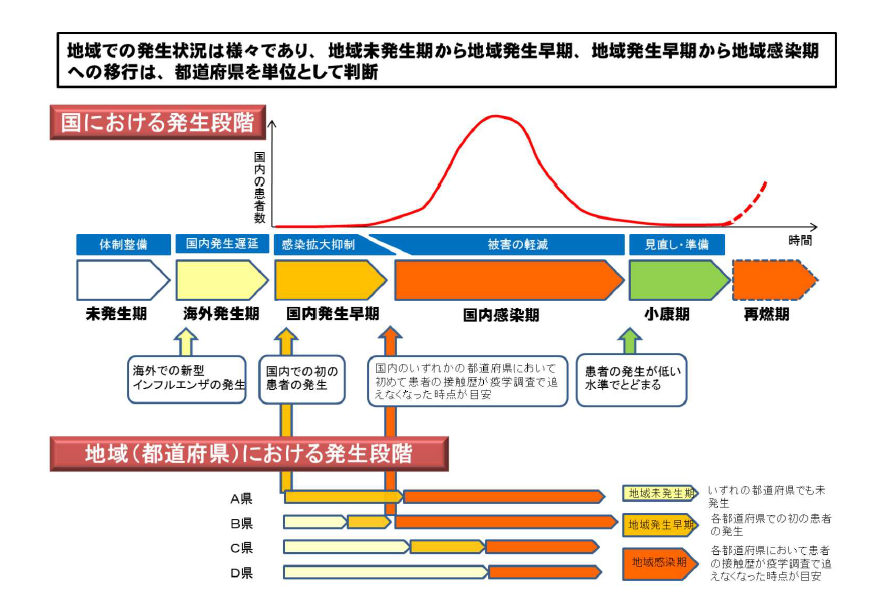 地域での発生状況は様々であり、地域未発生期から地域発生早期、地域発生早期から地域感染期
への移行は、都道府県を単位として判断
国における発生段階
国内の患者数
時間
体制整備
国内発生遅延
感染拡大抑制
被害の軽減
見直し・準備
未発生期
海外発生期
国内発生早期
国内感染期
小康期
再燃期
海外での新型
インフルエンザの発生
国内での初の
患者の発生
国内のいずれかの都道府県において
初めて患者の接触歴が疫学調査で追
えなくなった時点が目安
患者の発生が低い
水準でとどまる
地域(都道府県)における発生段階
A県
B県
C県
D県
地域未発生期
いずれの都道府県でも未
発生
地域発生早期
各都道府県での初の患者
の発生
地域感染期
各都道府県において患者
の接触歴が疫学調査で追
えなくなった時点が目安